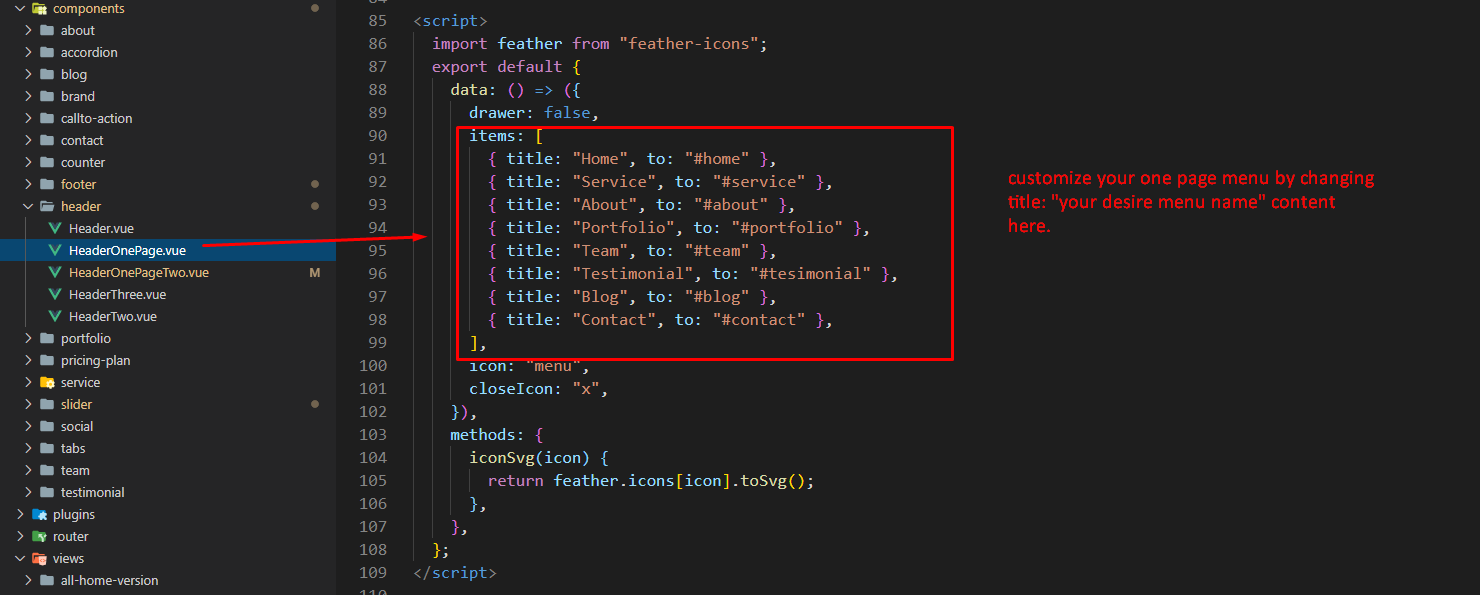 components
about
accordion
blog
brand
callto-action
contact
counter
footer
header
Header.vue
HeaderOnePage.vue
HeaderOnePageTwo.vue M
HeaderThree.vue
HeaderTwo.vue
portfolio
pricing-plan
service
slider
social
tabs
team
testimonial
plugins
router
views
all-home-version
85 <script>
86 import feather from "feather-icons";
87 export default {
88 data: () => ({
89 drawer: false,
90 items: [
91 { title: "Home", to: "#home" },
92 { title: "Service", to: "#service" },
93 { title: "About", to: "#about" },
94 { title: "Portfolio", to: "#portfolio" },
95 { title: "Team", to: "#team" },
96 { title: "Testimonial", to: "#tesimonial" },
97 { title: "Blog", to: "#blog" },
98 { title: "Contact", to: "#contact" },
99 ],
100 icon: "menu",
101 closeIcon: "x",
102 }),
103 methods: {
104 iconSvg(icon) {
105 return feather.icons[icon].toSvg();
106 },
107 },
108 };
109 </script>
customize your one page menu by changing
title: "your desire menu name" content
here.